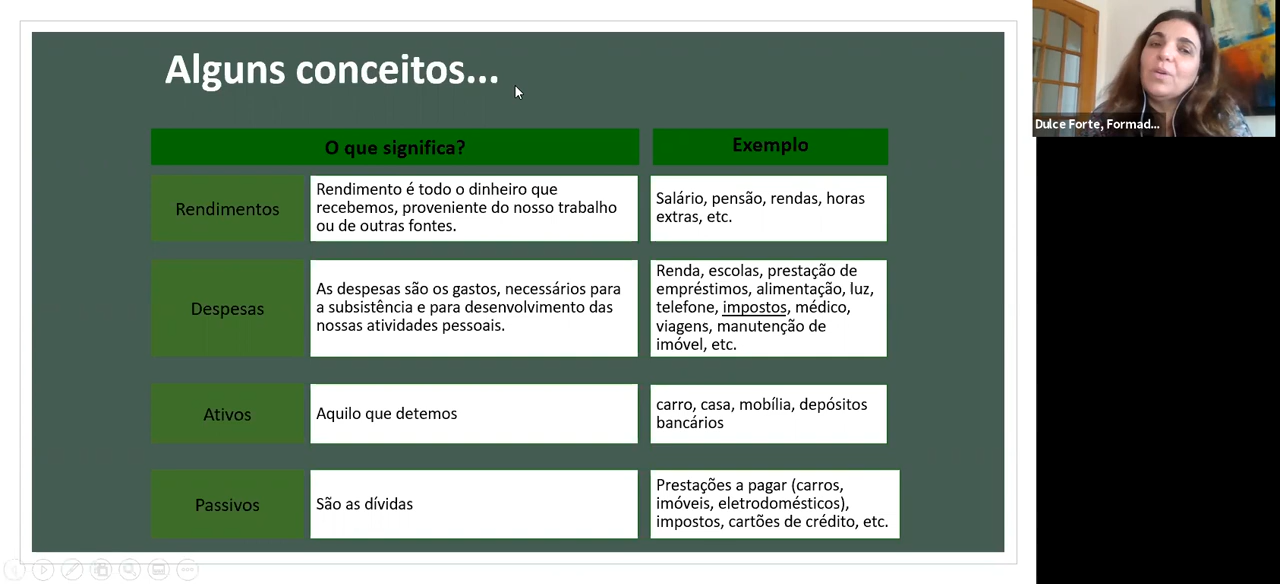 Alguns conceitos...
O que significa?
Exemplo
Rendimentos
Rendimento é todo o dinheiro que
recebemos, proveniente do nosso trabalho
ou de outras fontes.
Salário, pensão, rendas, horas
extras, etc.
Despesas
As despesas são os gastos, necessários para
a subsistência e para desenvolvimento das
nossas atividades pessoais.
Renda, escolas, prestação de
empréstimos, alimentação, luz,
telefone, impostos, médico,
viagens, manutenção de
imóvel, etc.
Ativos
Aquilo que detemos
carro, casa, mobília, depósitos
bancários
Passivos
São as dívidas
Prestações a pagar (carros,
imóveis, eletrodomésticos),
impostos, cartões de crédito, etc.
Dulce Forte, Formad...